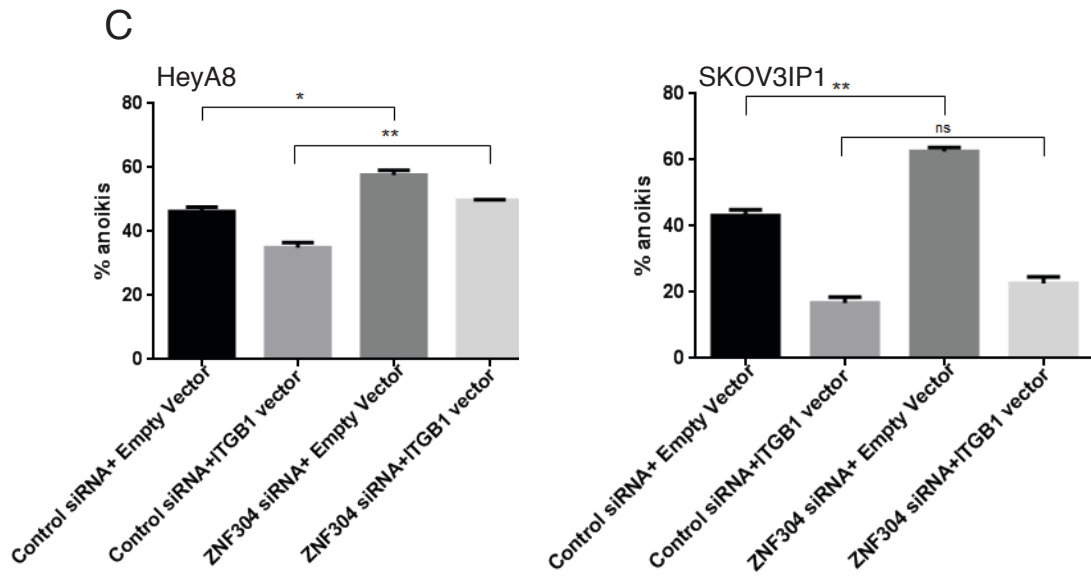 C
HeyA8
*
**
80
60
40
20
0
% anoikis
Control siRNA+ Empty Vector
Control siRNA+ITGB1 vector
ZNF304 siRNA+ Empty Vector
ZNF304 siRNA+ITGB1 vector
SKOV3IP1
**
ns
80
60
40
20
0
% anoikis
Control siRNA+ Empty Vector
Control siRNA+ITGB1 vector
ZNF304 siRNA+ Empty Vector
ZNF304 siRNA+ITGB1 vector